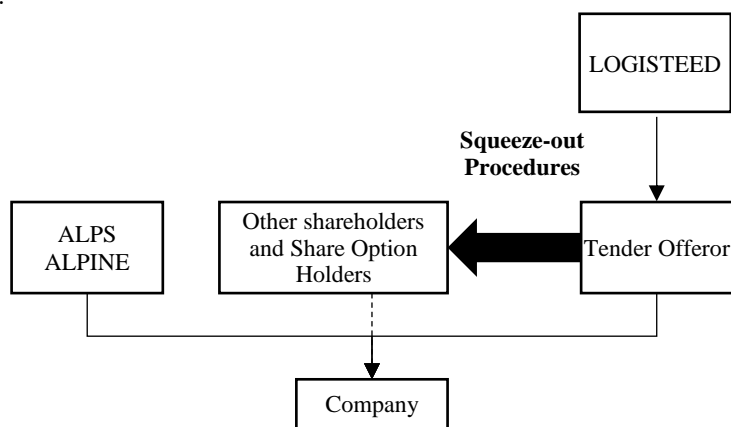 .
LOGISTEED
Squeeze-out
Procedures
ALPS
ALPINE
Other shareholders
and Share Option
Holders
Tender Offeror
Company